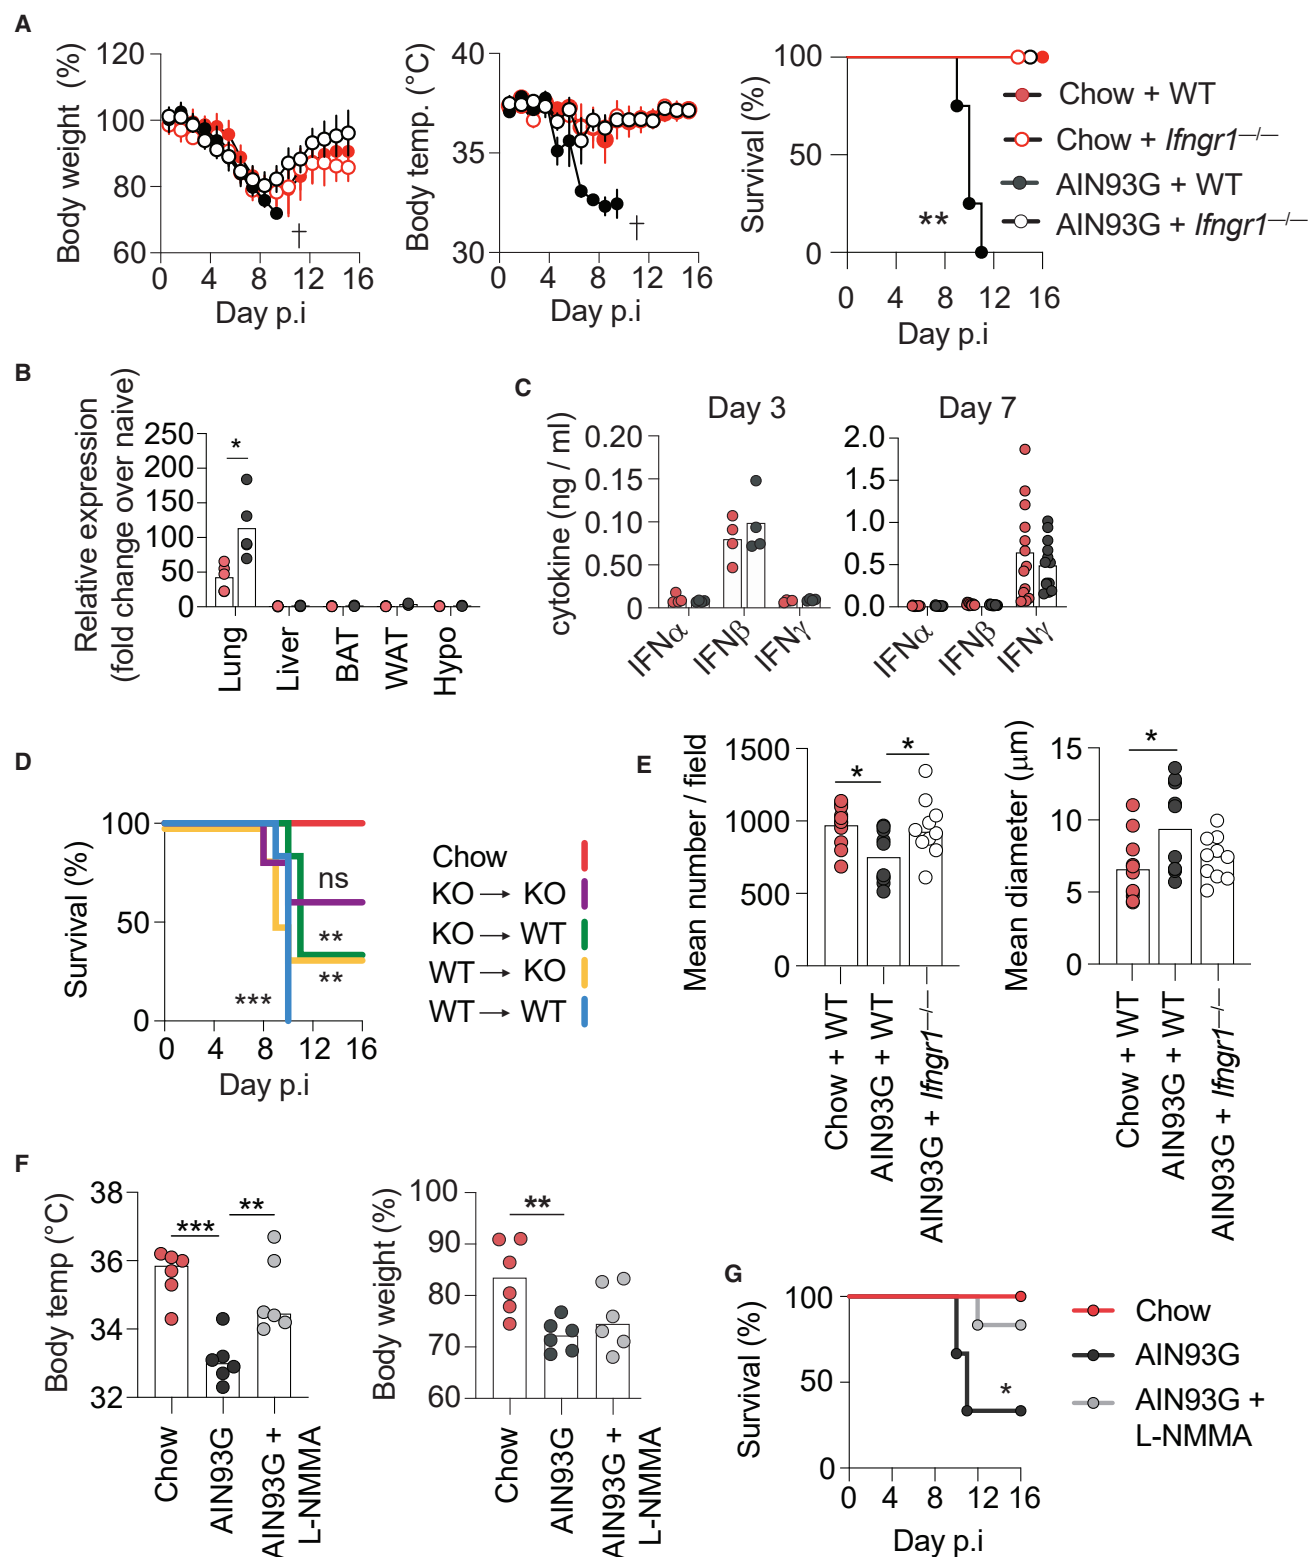 A
Body weight (%)
120
100
80
60
†
0 4 8 12 16
Day p.i
Body temp. (°C)
40
35
30
†
0 4 8 12 16
Day p.i
Survival (%)
100
50
0
**
0 4 8 12 16
Day p.i
Chow + WT
Chow + Ifngr1—/—
AIN93G + WT
AIN93G + Ifngr1—/—
B
Relative expression
(fold change over naive)
250
200
150
100
50
0
*
Lung
Liver
BAT
WAT
Hypo
C
cytokine (ng / ml)
Day 3
0.20
0.15
0.10
0.50
0
IFNα
IFNβ
IFNγ
Day 7
2.0
1.5
1.0
0.5
0.0
IFNα
IFNβ
IFNγ
D
Survival (%)
100
50
0
ns
**
**
***
0 4 8 12 16
Day p.i
Chow
KO → KO
KO → WT
WT → KO
WT → WT
E
Mean number / field
1500
1000
500
0
*
*
Chow + WT
AIN93G + WT
AIN93G + Ifngr1—/—
Mean diameter (μm)
15
10
5
0
*
Chow + WT
AIN93G + WT
AIN93G + Ifngr1—/—
F
Body temp (°C)
38
36
34
32
***
**
Chow
AIN93G
AIN93G +
L-NMMA
Body weight (%)
100
90
80
70
60
**
Chow
AIN93G
AIN93G +
L-NMMA
G
Survival (%)
100
50
0
*
0 4 8 12 16
Day p.i
Chow
AIN93G
AIN93G +
L-NMMA